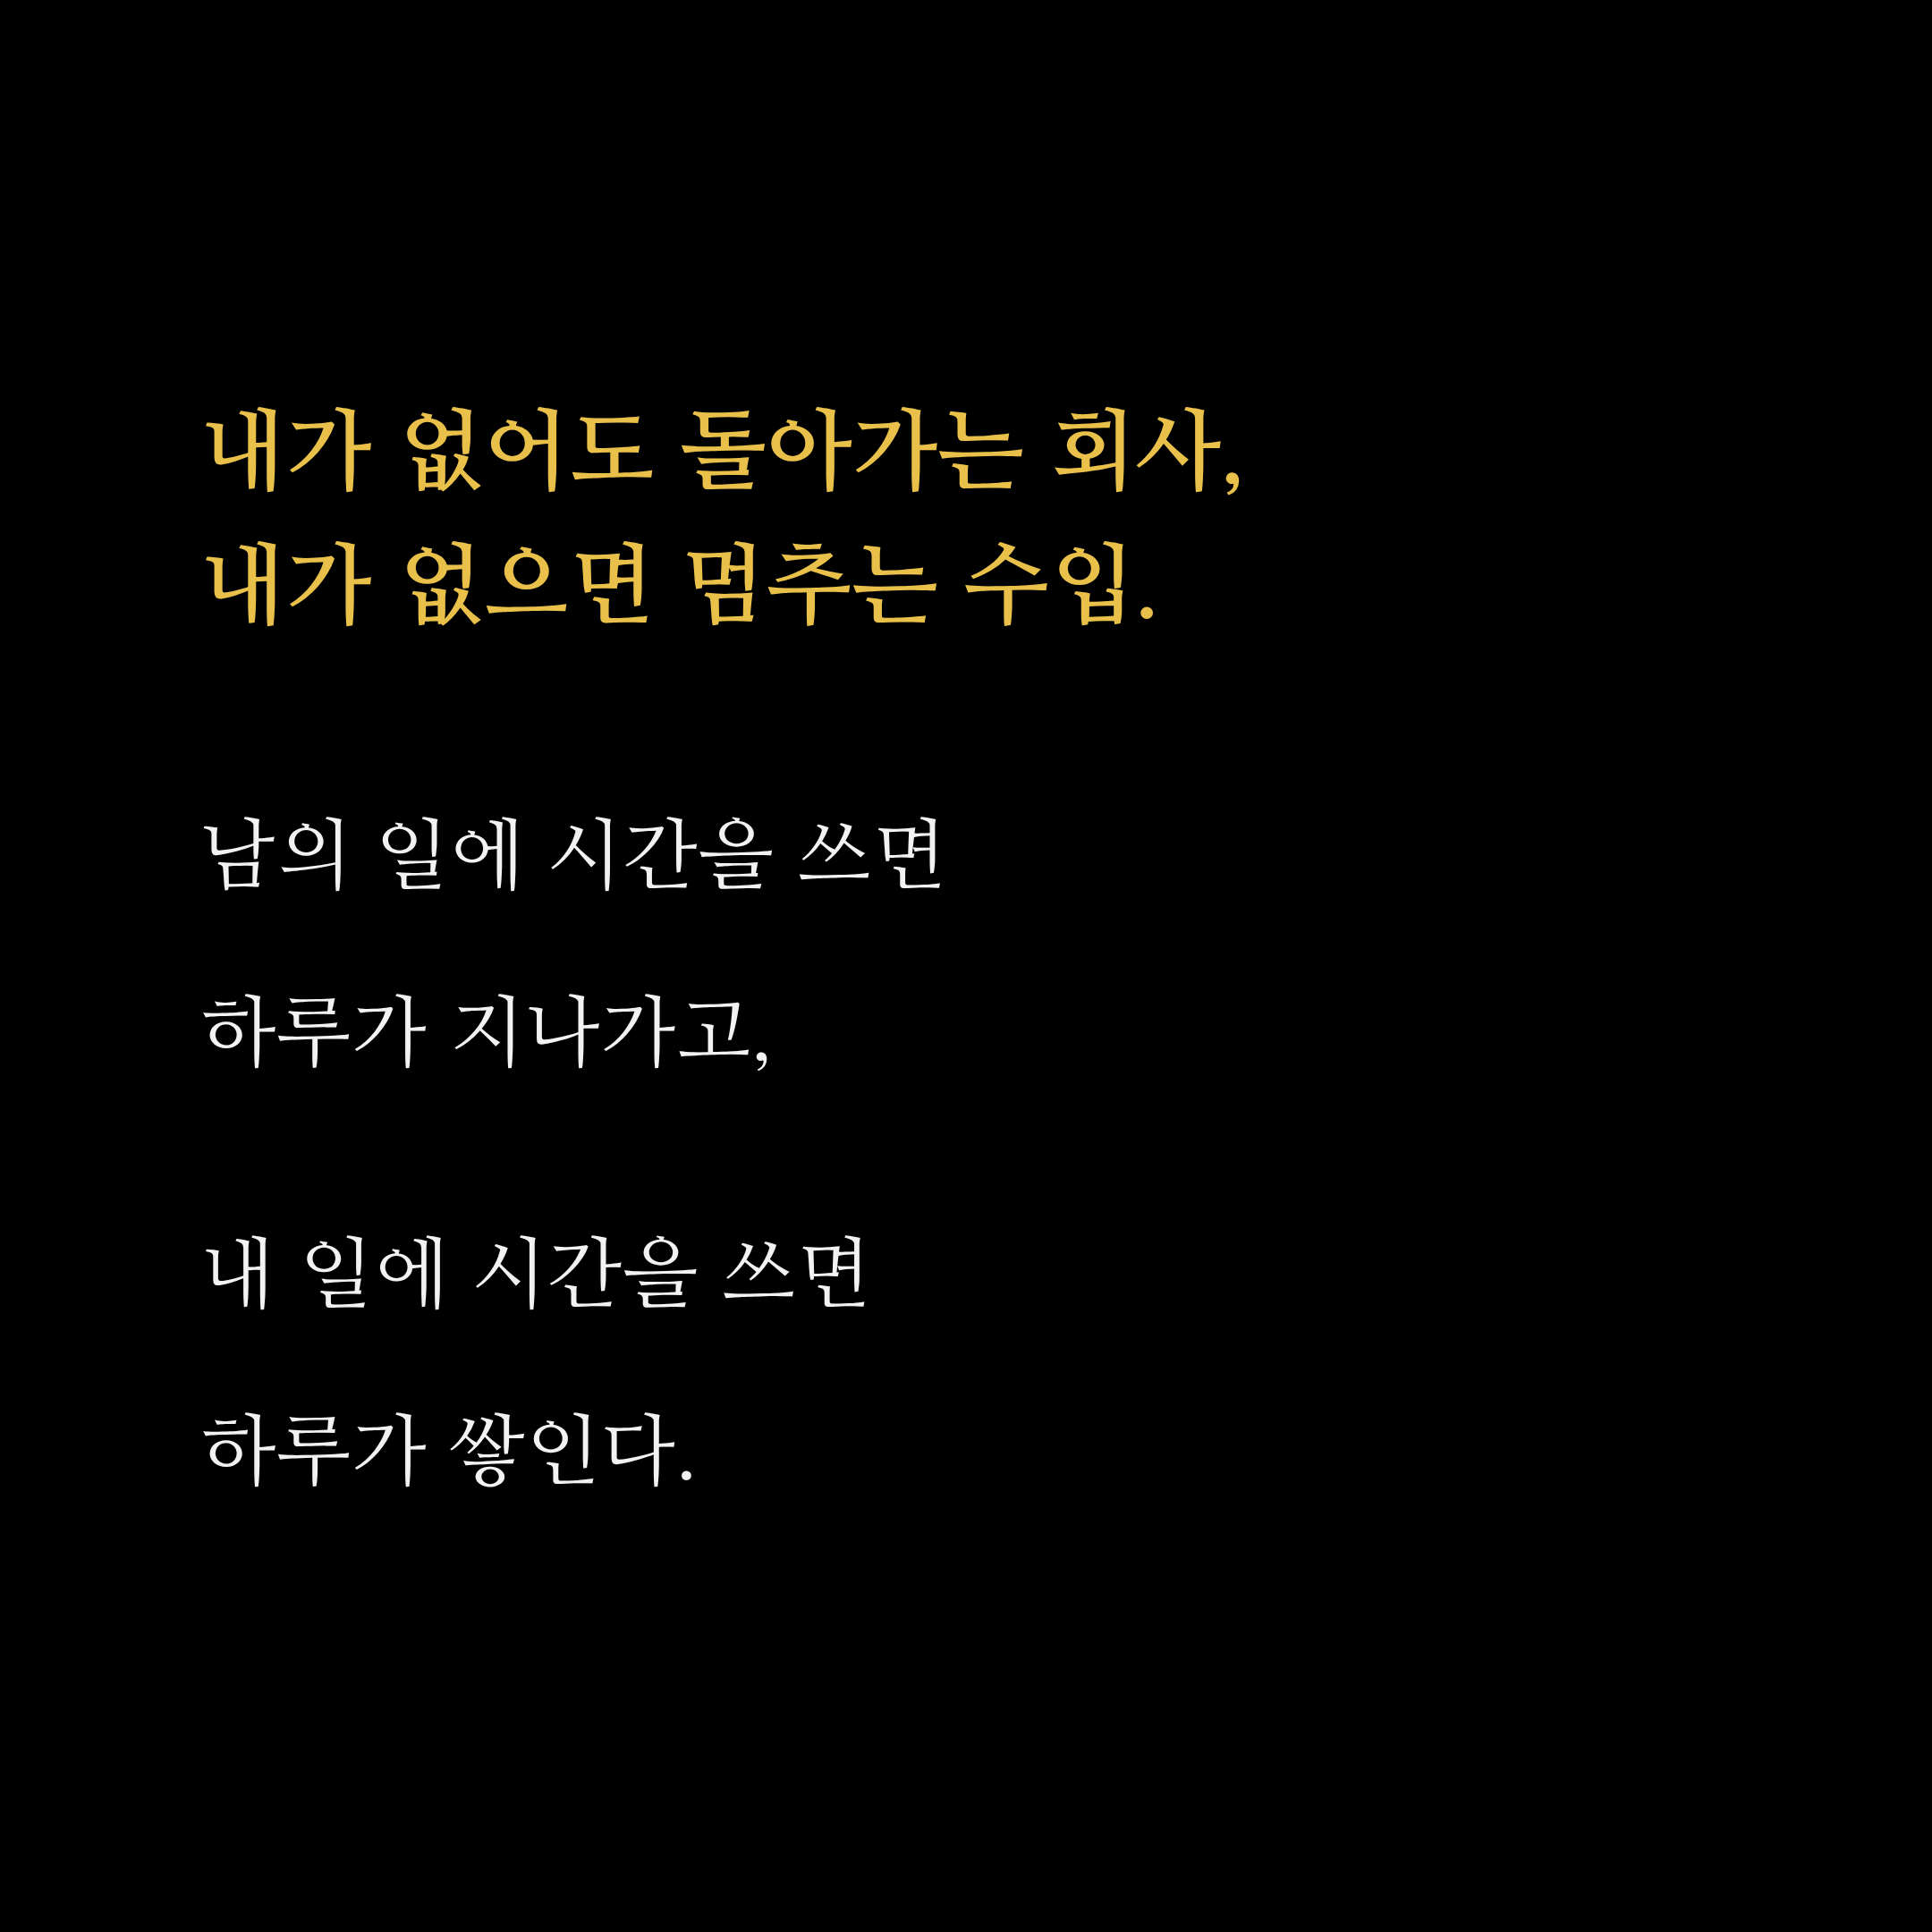 내가 없어도 돌아가는 회사,
내가 없으면 멈추는 수입.
남의 일에 시간을 쓰면
하루가 지나가고,
내 일에 시간을 쓰면
하루가 쌓인다.